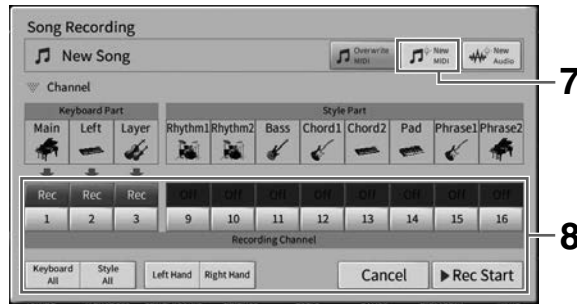 Song Recording
New Song
Overwrite MIDI
New MIDI
New Audio
7
Channel
Keyboard Part
Style Part
Main Left Layer Rhythm1 Rhythm2 Bass Chord1 Chord2 Pad Phrase1 Phrase2
Rec Rec Rec Off Off Off Off Off Off Off Off
1 2 3 9 10 11 12 13 14 15 16
8
Recording Channel
Keyboard All
Style All
Left Hand Right Hand Cancel ▶Rec Start